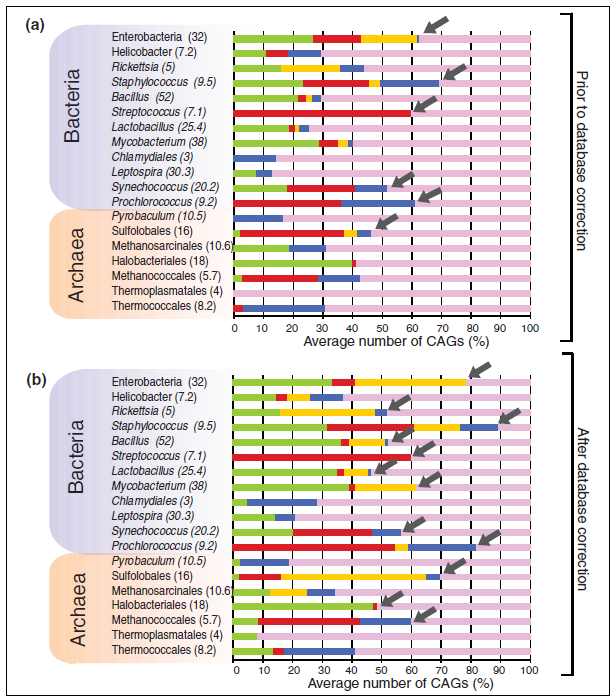 (a)
Bacteria
Archaea
Enterobacteria (32)
Helicobacter (7.2)
Rickettsia (5)
Staphylococcus (9.5)
Bacillus (52)
Streptococcus (7.1)
Lactobacillus (25.4)
Mycobacterium (38)
Chlamydiales (3)
Leptospira (30.3)
Synechococcus (20.2)
Prochlorococcus (9.2)
Pyrobaculum (10.5)
Sulfolobales (16)
Methanosarcinales (10.6)
Halobacteriales (18)
Methanococcales (5.7)
Thermoplasmatales (4)
Thermococcales (8.2)
0 10 20 30 40 50 60 70 80 90 100
Average number of CAGs (%)
Prior to database correction
(b)
Bacteria
Archaea
Enterobacteria (32)
Helicobacter (7.2)
Rickettsia (5)
Staphylococcus (9.5)
Bacillus (52)
Streptococcus (7.1)
Lactobacillus (25.4)
Mycobacterium (38)
Chlamydiales (3)
Leptospira (30.3)
Synechococcus (20.2)
Prochlorococcus (9.2)
Pyrobaculum (10.5)
Sulfolobales (16)
Methanosarcinales (10.6)
Halobacteriales (18)
Methanococcales (5.7)
Thermoplasmatales (4)
Thermococcales (8.2)
0 10 20 30 40 50 60 70 80 90 100
Average number of CAGs (%)
After database correction